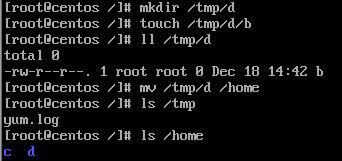 [root@centos /]# mkdir /tmp/d
[root@centos /]# touch /tmp/d/b
[root@centos /]# ll /tmp/d
total 0
-rw-r--r--. 1 root root 0 Dec 18 14:42 b
[root@centos /]# mv /tmp/d /home
[root@centos /]# ls /tmp
yum.log
[root@centos /]# ls /home
c  d